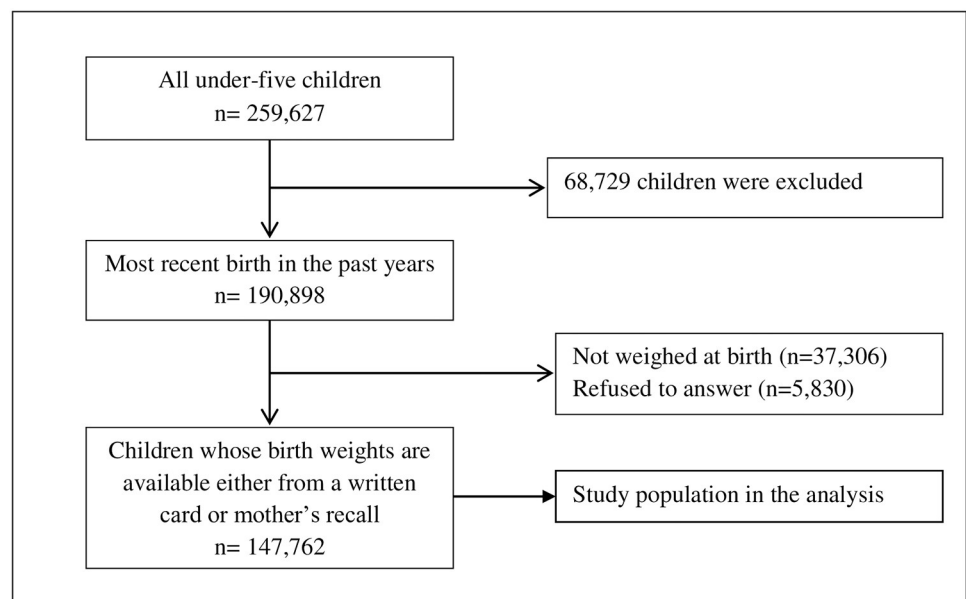 All under-five children
n= 259,627
68,729 children were excluded
Most recent birth in the past years
n= 190,898
Not weighed at birth (n=37,306)
Refused to answer (n=5,830)
Children whose birth weights are
available either from a written
card or mother’s recall
n= 147,762
Study population in the analysis